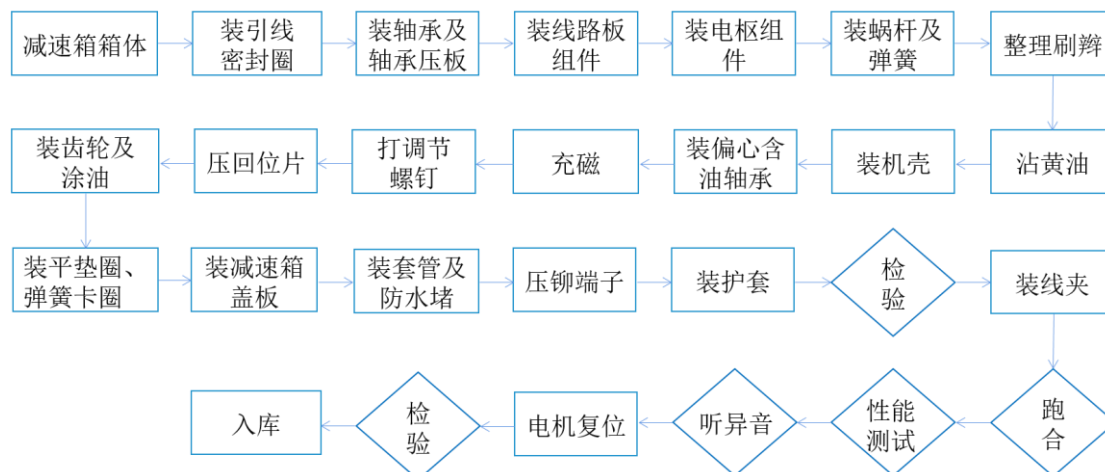 减速箱箱体
装引线
密封圈
装轴承及
轴承压板
装线路板
组件
装电枢组
件
装蜗杆及
弹簧
整理刷辫
装齿轮及
涂油
压回位片
打调节
螺钉
充磁
装偏心含
油轴承
装机壳
沾黄油
装平垫圈、
弹簧卡圈
装减速箱
盖板
装套管及
防水堵
压铆端子
装护套
检
验
装线夹
入库
检
验
电机复位
听异音
性能
测试
跑
合